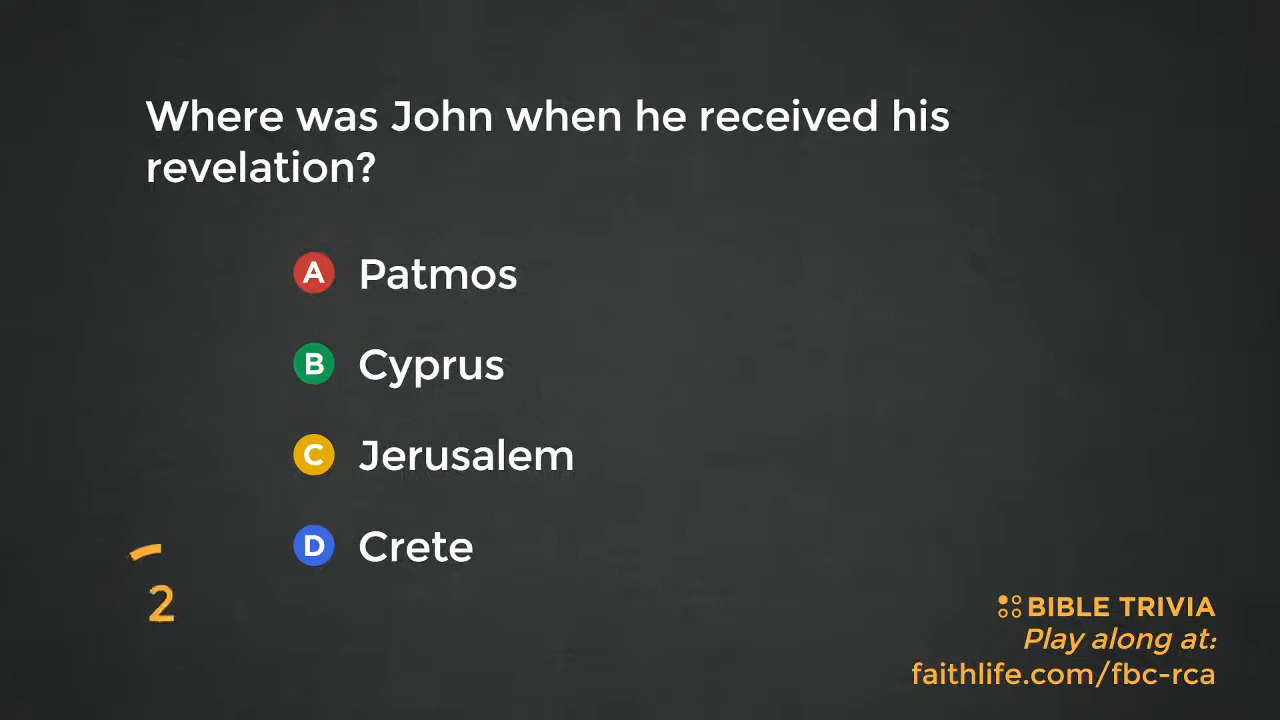 Where was John when he received his
revelation?
A Patmos
B Cyprus
C Jerusalem
D Crete
2
BIBLE TRIVIA
Play along at:
faithlife.com/fbc-rca